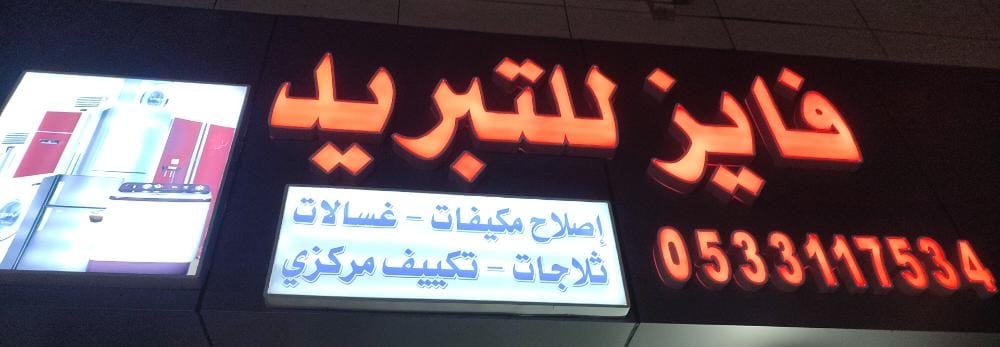 فايز للتبريد
إصلاح مكيفات - غسالات
ثلاجات - تكييف مركزي
0533117534